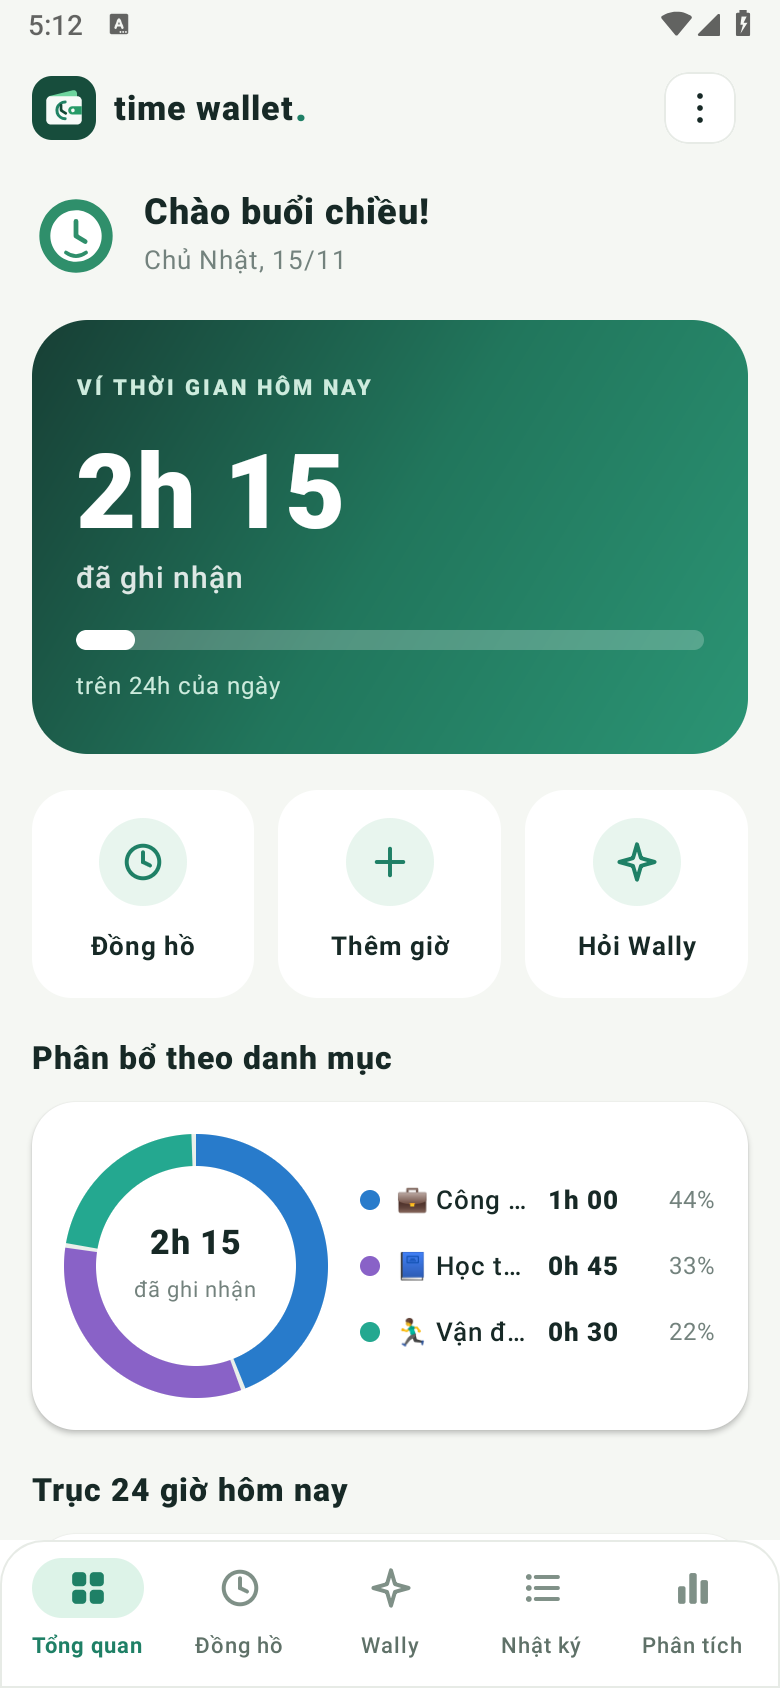 5:12
A
time wallet.
Chào buổi chiều!
Chủ Nhật, 15/11
VÍ THỜI GIAN HÔM NAY
2h 15
đã ghi nhận
trên 24h của ngày
Đồng hồ
Thêm giờ
Hỏi Wally
Phân bổ theo danh mục
2h 15
đã ghi nhận
Công ... 1h 00 44%
Học t... 0h 45 33%
Vận đ... 0h 30 22%
Trục 24 giờ hôm nay
Tổng quan
Đồng hồ
Wally
Nhật ký
Phân tích